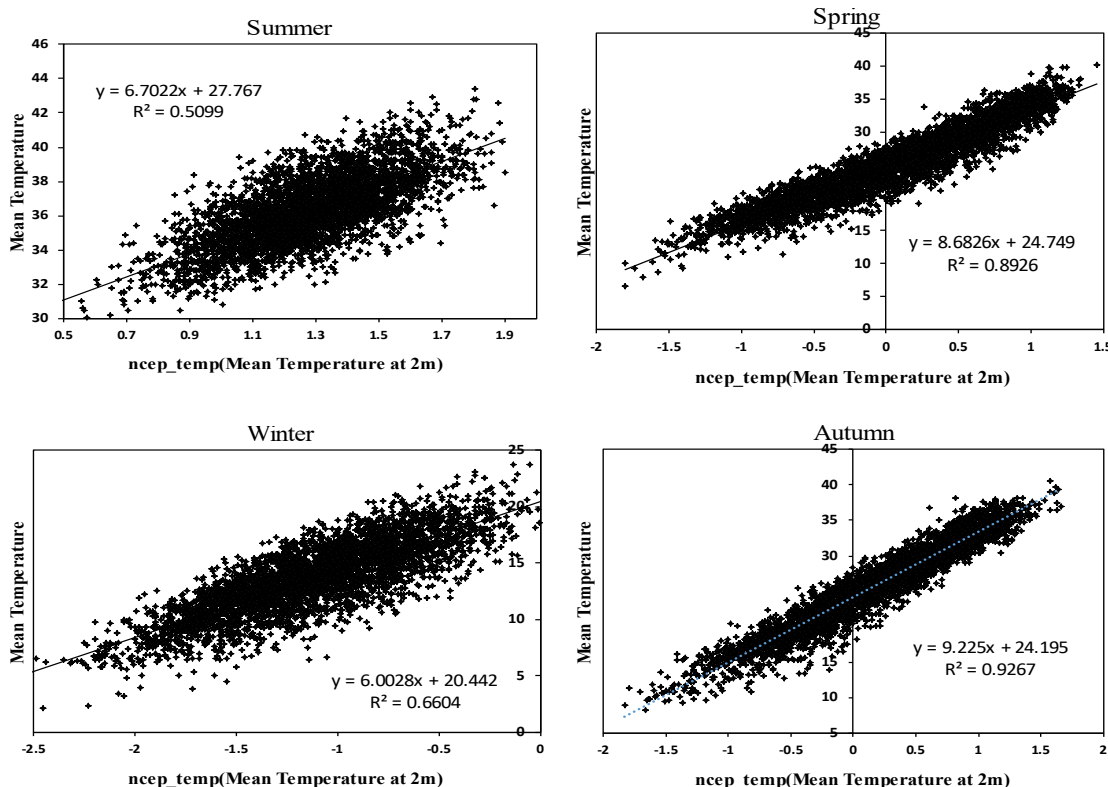 Summer
46
44
42
40
38
36
34
32
30
y = 6.7022x + 27.767
R² = 0.5099
Mean Temperature
0.5 0.7 0.9 1.1 1.3 1.5 1.7 1.9
ncep_temp(Mean Temperature at 2m)
Spring
45
40
35
30
15
10
5
0
y = 8.6826x + 24.749
R² = 0.8926
Mean Temperature
-2 -1.5 -1 -0.5 0 0.5 1 1.5
ncep_temp(Mean Temperature at 2m)
Winter
25
20
15
10
5
0
y = 6.0028x + 20.442
R² = 0.6604
Mean Temperature
-2.5 -2 -1.5 -1 -0.5 0
ncep_temp(Mean Temperature at 2m)
Autumn
45
40
35
30
15
10
5
y = 9.225x + 24.195
R² = 0.9267
Mean Temperature
-2 -1.5 -1 -0.5 0 0.5 1 1.5 2
ncep_temp(Mean Temperature at 2m)